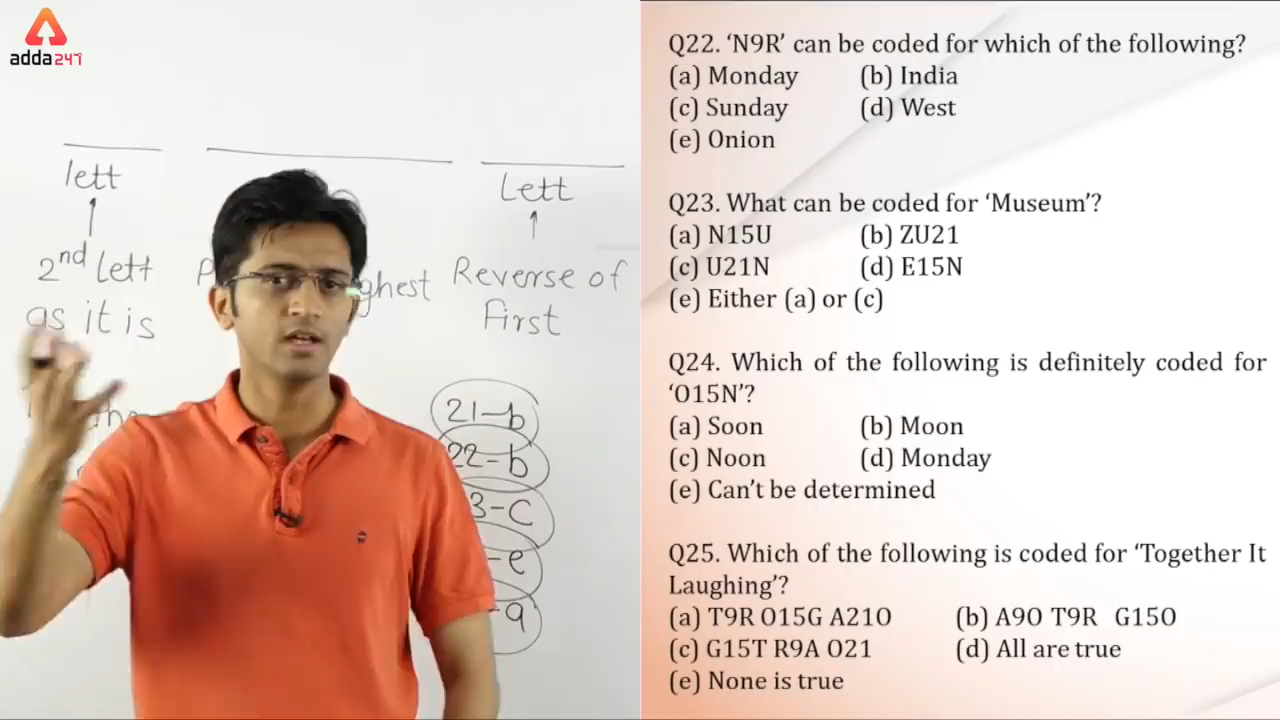 adda247
lett
Lett
2nd lett
ghest
Reverse of
as it is
first
21-b
22-b
3-c
-e
-a
Q22. ‘N9R’ can be coded for which of the following?
(a) Monday (b) India
(c) Sunday (d) West
(e) Onion
Q23. What can be coded for ‘Museum’?
(a) N15U (b) ZU21
(c) U21N (d) E15N
(e) Either (a) or (c)
Q24. Which of the following is definitely coded for
‘O15N’?
(a) Soon (b) Moon
(c) Noon (d) Monday
(e) Can’t be determined
Q25. Which of the following is coded for ‘Together It
Laughing’?
(a) T9R O15G A21O (b) A9O T9R G15O
(c) G15T R9A O21 (d) All are true
(e) None is true